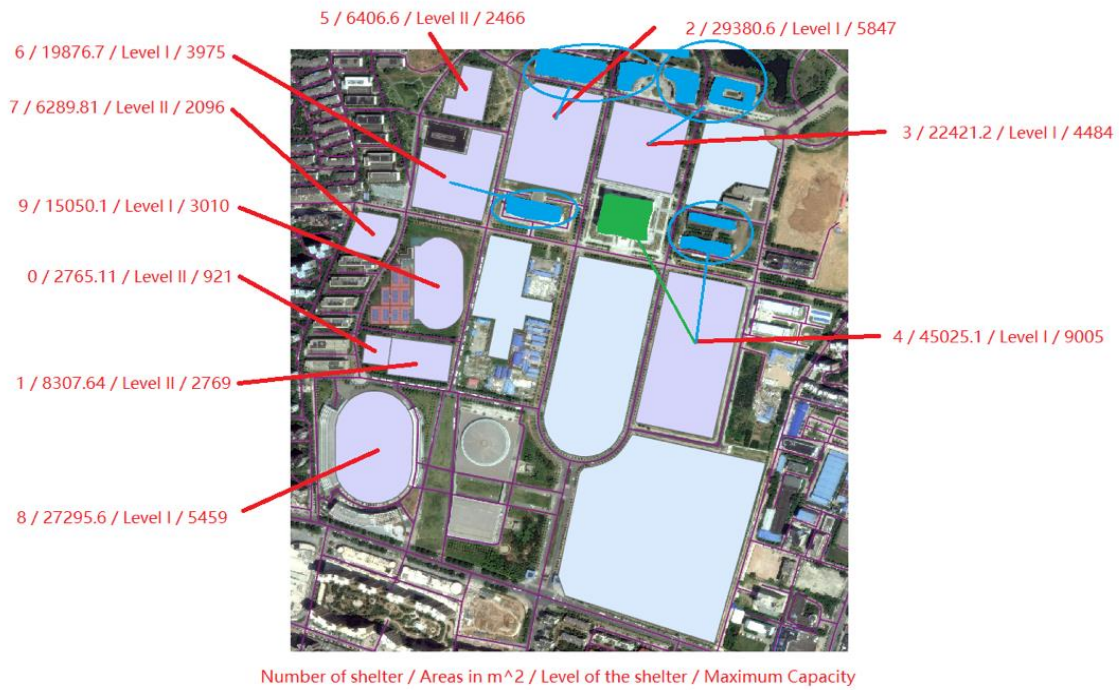 5 / 6406.6 / Level II / 2466
2 / 29380.6 / Level I / 5847
6 / 19876.7 / Level I / 3975
7 / 6289.81 / Level II / 2096
3 / 22421.2 / Level I / 4484
9 / 15050.1 / Level I / 3010
0 / 2765.11 / Level II / 921
4 / 45025.1 / Level I / 9005
1 / 8307.64 / Level II / 2769
8 / 27295.6 / Level I / 5459
Number of shelter / Areas in m^2 / Level of the shelter / Maximum Capacity